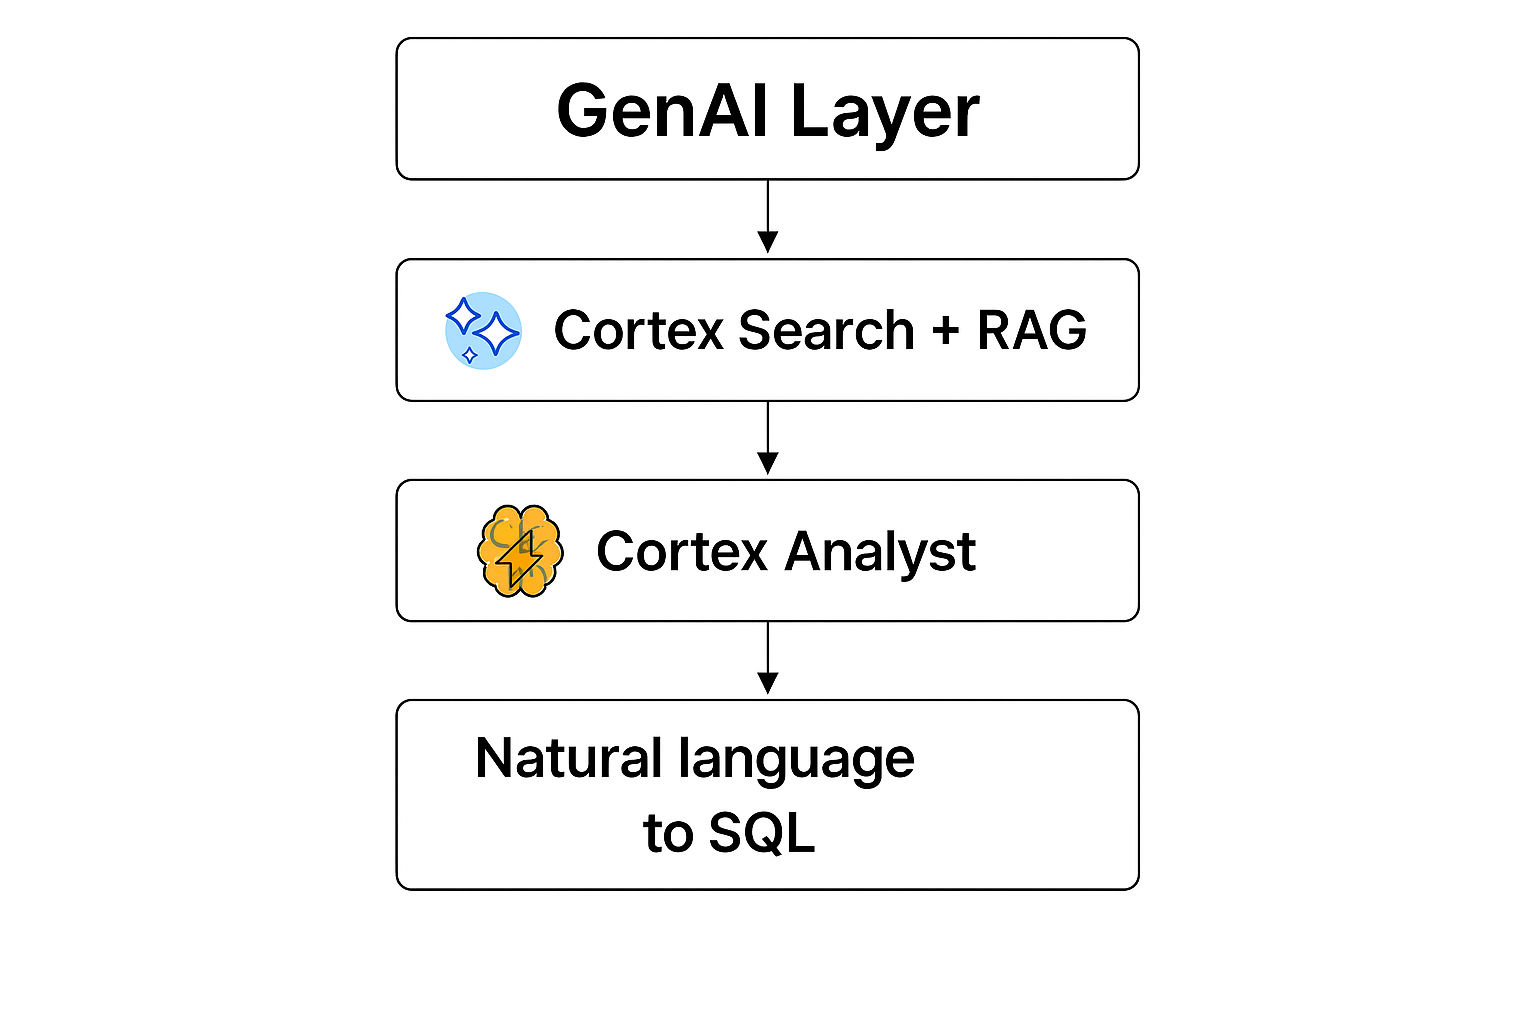 GenAI Layer
Cortex Search + RAG
Cortex Analyst
Natural language
to SQL